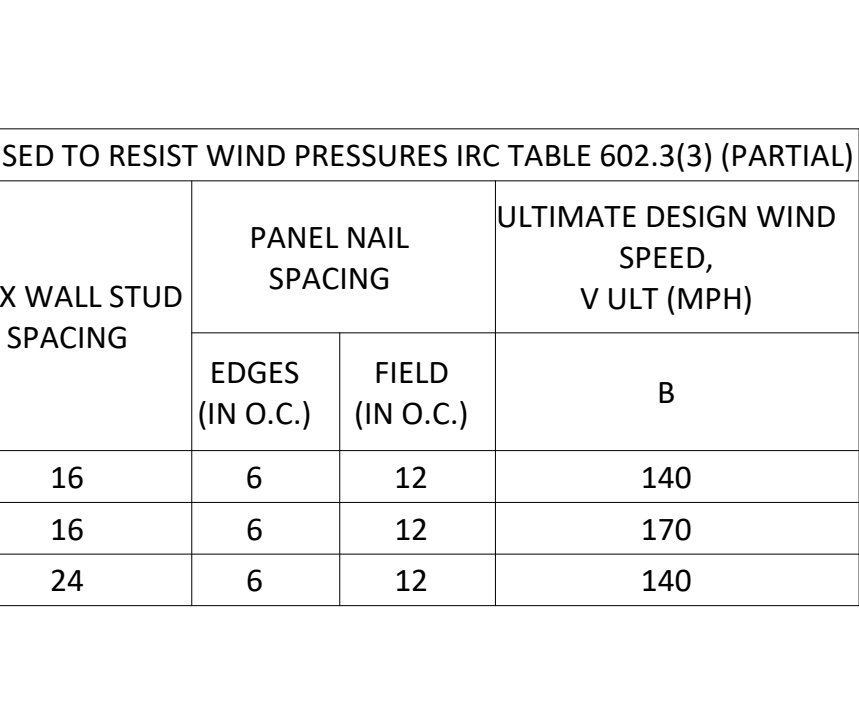 SED TO RESIST WIND PRESSURES IRC TABLE 602.3(3) (PARTIAL)
X WALL STUD
SPACING
PANEL NAIL
SPACING
ULTIMATE DESIGN WIND
SPEED,
V ULT (MPH)
EDGES
(IN O.C.)
FIELD
(IN O.C.)
B
16 6 12 140
16 6 12 170
24 6 12 140